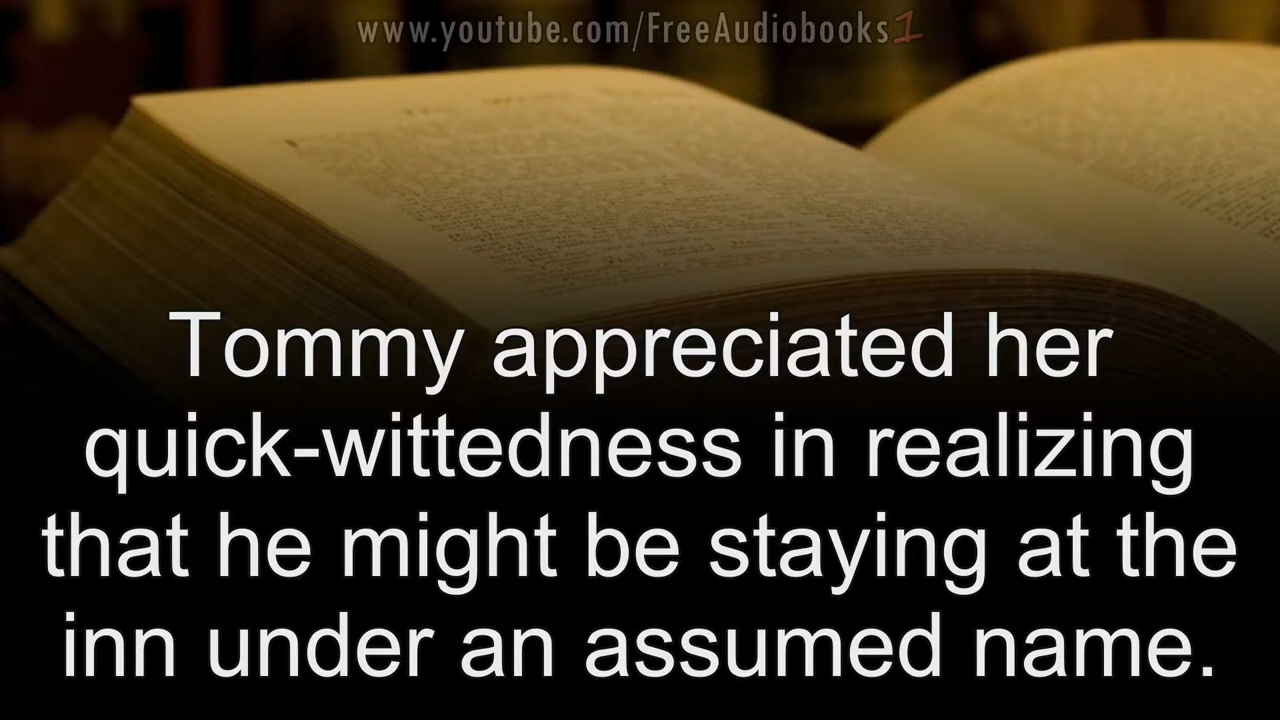 www.youtube.com/FreeAudiobooks1
Tommy appreciated her
quick-wittedness in realizing
that he might be staying at the
inn under an assumed name.